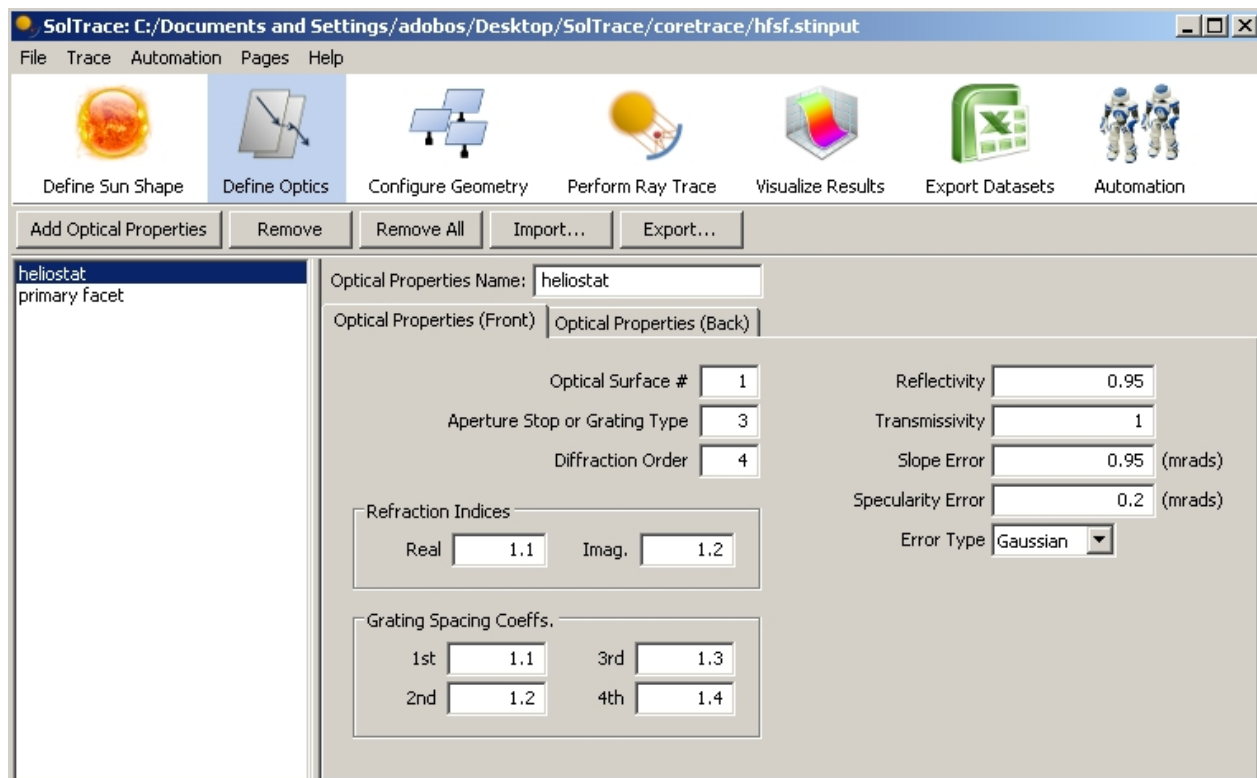 SolTrace: C:/Documents and Settings/adobos/Desktop/SolTrace/coretrace/hfsf.stinput
File Trace Automation Pages Help
Define Sun Shape Define Optics Configure Geometry Perform Ray Trace Visualize Results Export Datasets Automation
Add Optical Properties Remove Remove All Import... Export...
heliostat
primary facet
Optical Properties Name: heliostat
Optical Properties (Front) Optical Properties (Back)
Optical Surface # 1
Aperture Stop or Grating Type 3
Diffraction Order 4
Refraction Indices
Real 1.1 Imag. 1.2
Grating Spacing Coeffs.
1st 1.1 3rd 1.3
2nd 1.2 4th 1.4
Reflectivity 0.95
Transmissivity 1
Slope Error 0.95 (mrads)
Specularity Error 0.2 (mrads)
Error Type Gaussian